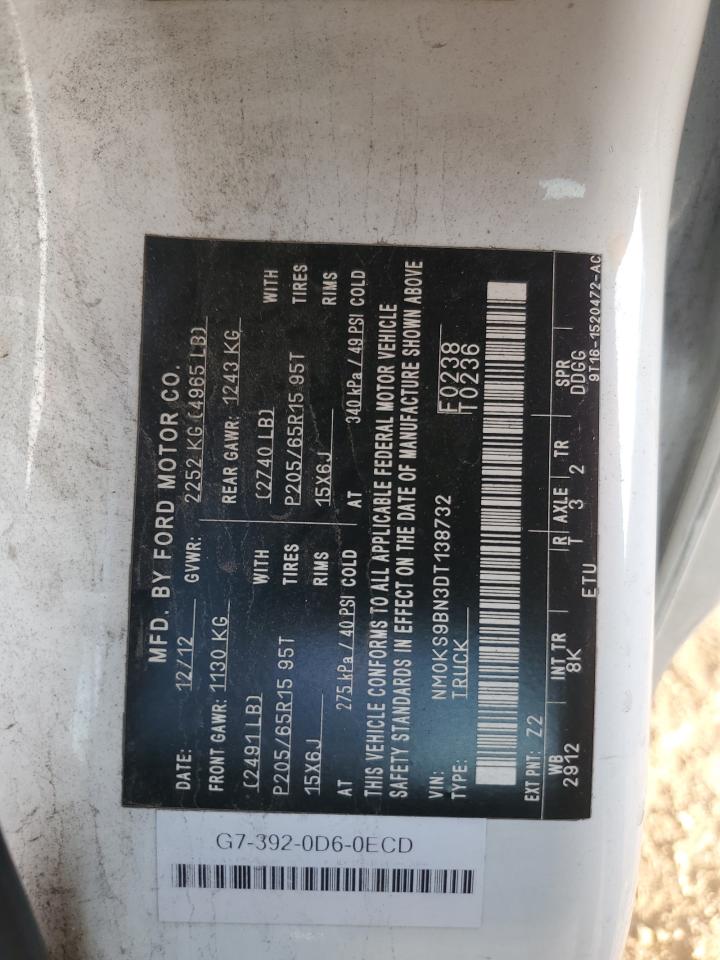 MFD. BY FORD MOTOR CO.
DATE: 12/12 GVWR: 2252 KG (4965 LB)
FRONT GAWR: 1130 KG REAR GAWR: 1243 KG
(2491LB) WITH (2740 LB) WITH
P205/65R15 95T TIRES P205/65R15 95T TIRES
15X6J RIMS 15X6J RIMS
AT 275 kPa / 40 PSI COLD AT 340 kPa / 49 PSI COLD
THIS VEHICLE CONFORMS TO ALL APPLICABLE FEDERAL MOTOR VEHICLE
SAFETY STANDARDS IN EFFECT ON THE DATE OF MANUFACTURE SHOWN ABOVE
VIN: NM0KS9BN3DT138732 F0238
TYPE: TRUCK T0236
EXT PNT: Z2
WB INT TR R AXLE TR SPR
2912 8K T 3 2 DDGG
ETU 9T16-1520472-AC
G7-392-0D6-0ECD